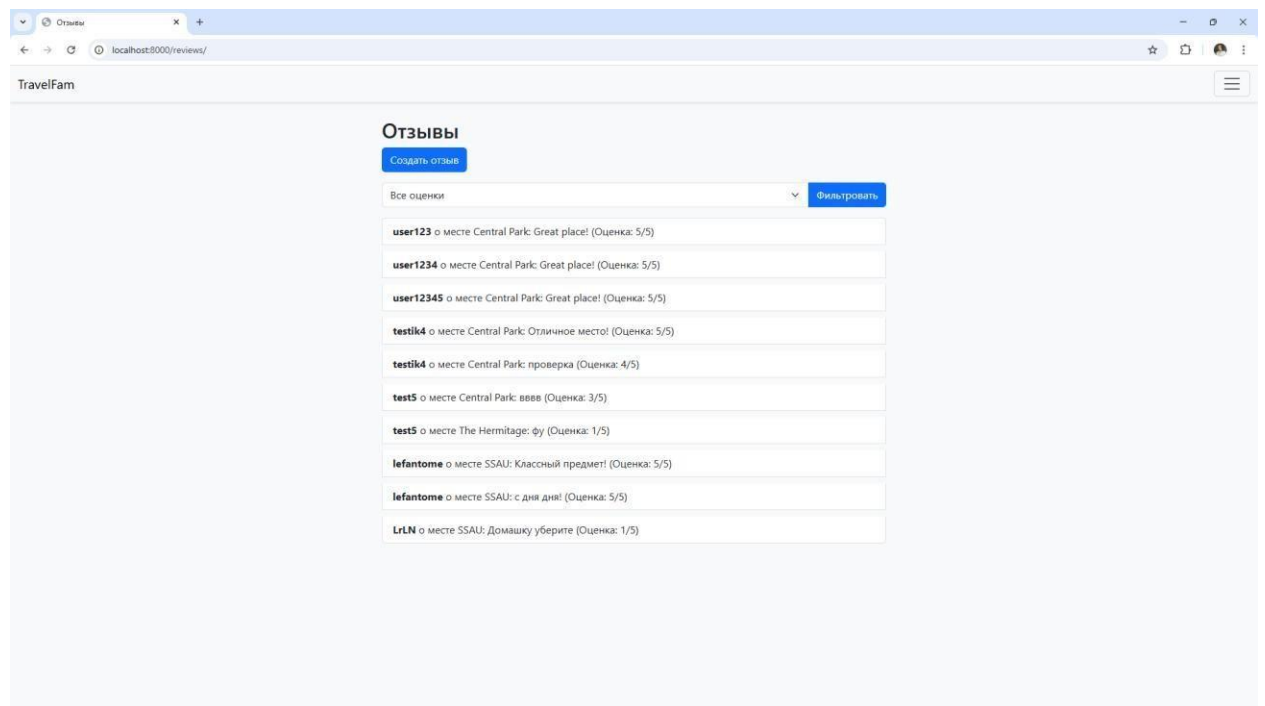 Отзывы
localhost:8000/reviews/
TravelFam
Отзывы
Создать отзыв
Все оценки Фильтровать
user123 о месте Central Park: Great place! (Оценка: 5/5)
user1234 о месте Central Park: Great place! (Оценка: 5/5)
user12345 о месте Central Park: Great place! (Оценка: 5/5)
testik4 о месте Central Park: Отличное место! (Оценка: 5/5)
testik4 о месте Central Park: проверка (Оценка: 4/5)
test5 о месте Central Park: вввв (Оценка: 3/5)
test5 о месте The Hermitage: фу (Оценка: 1/5)
lefantome о месте SSAU: Классный предмет! (Оценка: 5/5)
lefantome о месте SSAU: с дня дня! (Оценка: 5/5)
LrLN о месте SSAU: Домашку уберите (Оценка: 1/5)